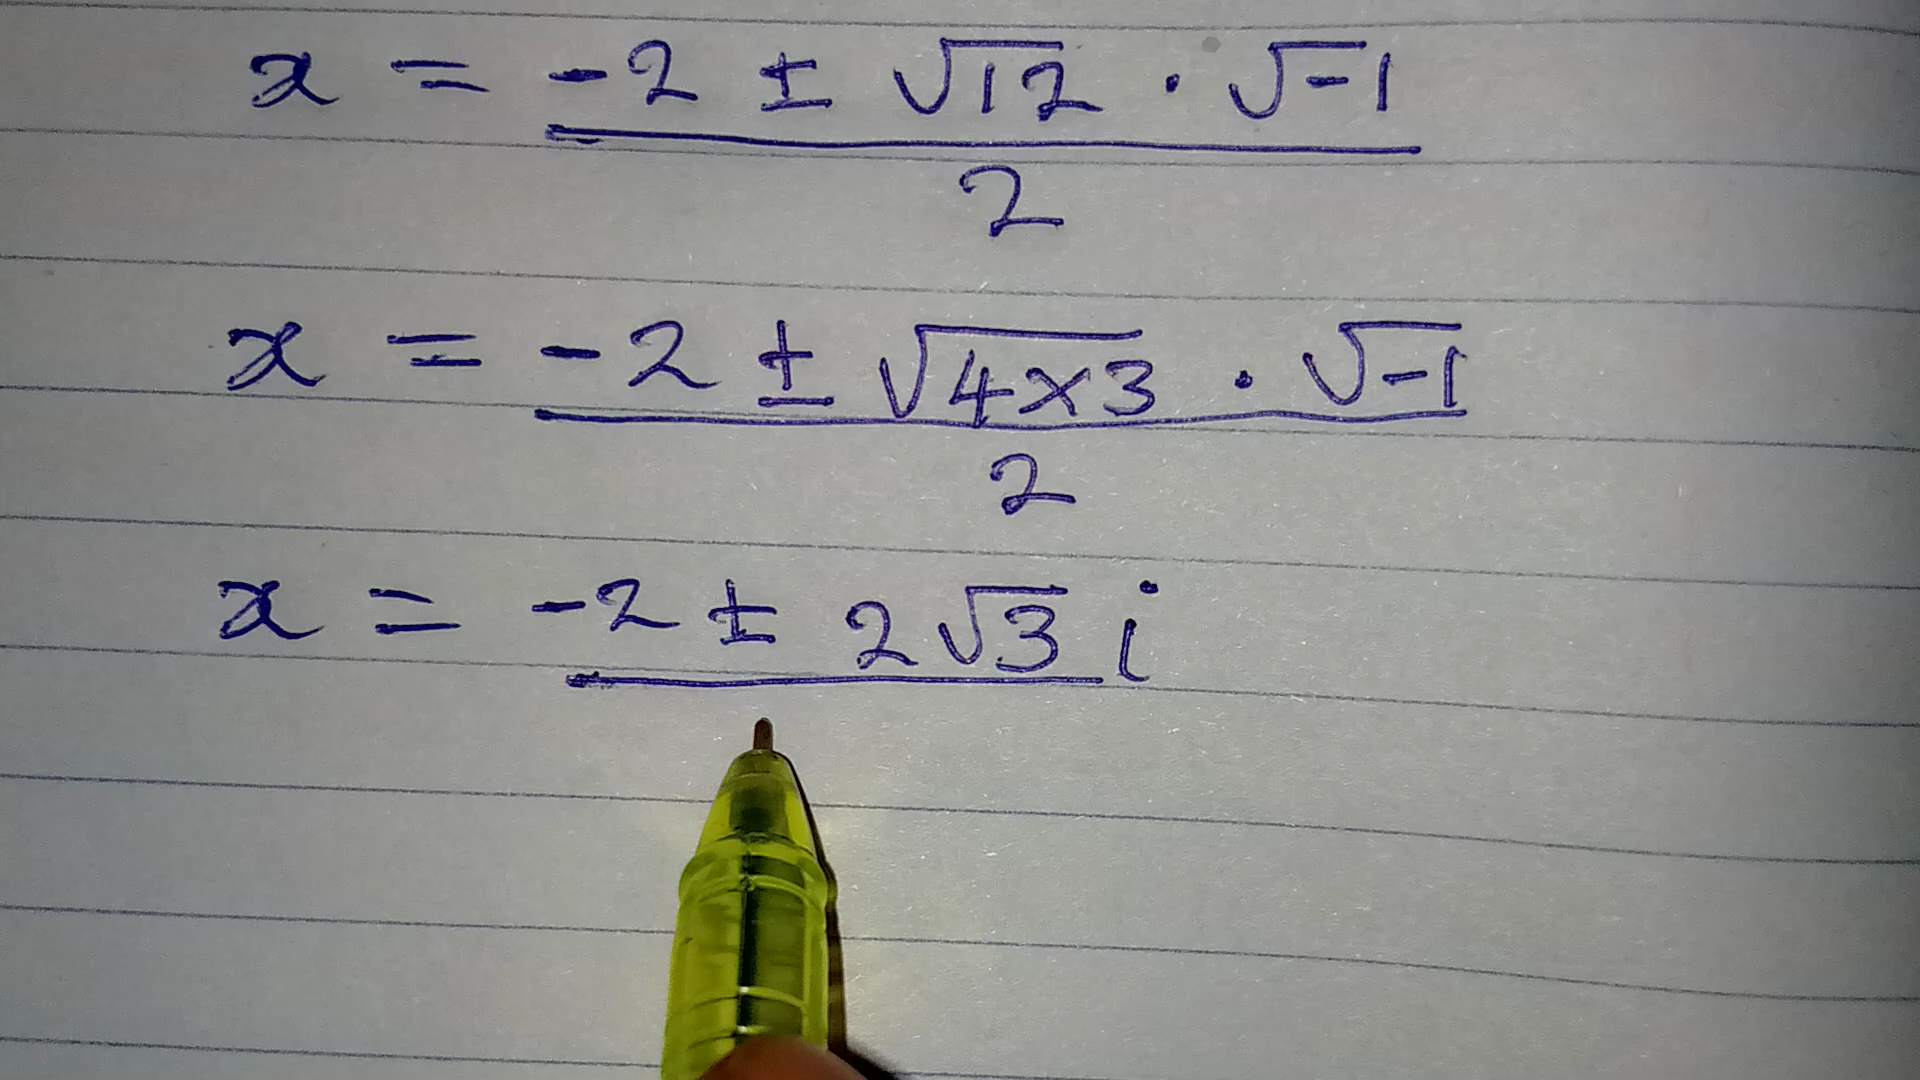 x = -2 ± √12 · √-1
2
x = -2 ± √4×3 · √-1
2
x = -2 ± 2√3 i